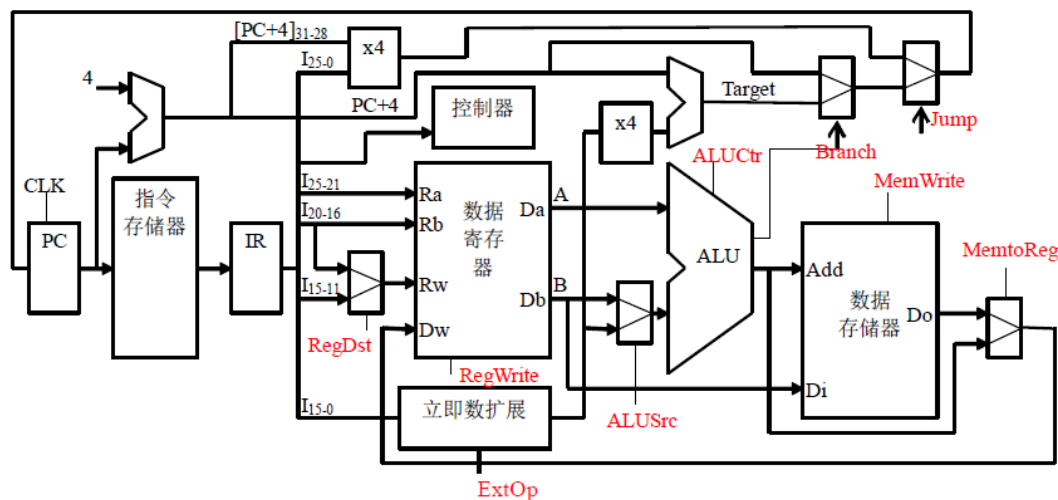 [PC+4]31-28
x4
I25-0
4
PC+4
控制器
x4
Target
Jump
Branch
ALUCtr
MemWrite
CLK
PC
指令
存储器
IR
I25-21
I20-16
I15-11
Ra
Rb
Rw
Dw
数据
寄存
器
Da
Db
A
B
ALU
Add
数据
存储器
Do
Di
MemtoReg
RegDst
RegWrite
ALUSrc
I15-0
立即数扩展
ExtOp